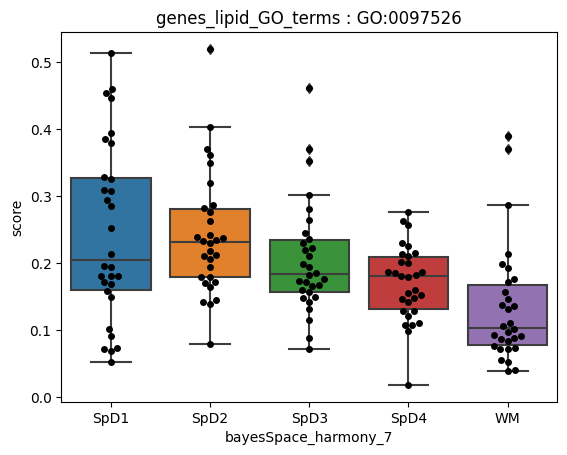 genes_lipid_GO_terms : GO:0097526
0.5
0.4
0.3
0.2
0.1
0.0
score
SpD1 SpD2 SpD3 SpD4 WM
bayesSpace_harmony_7